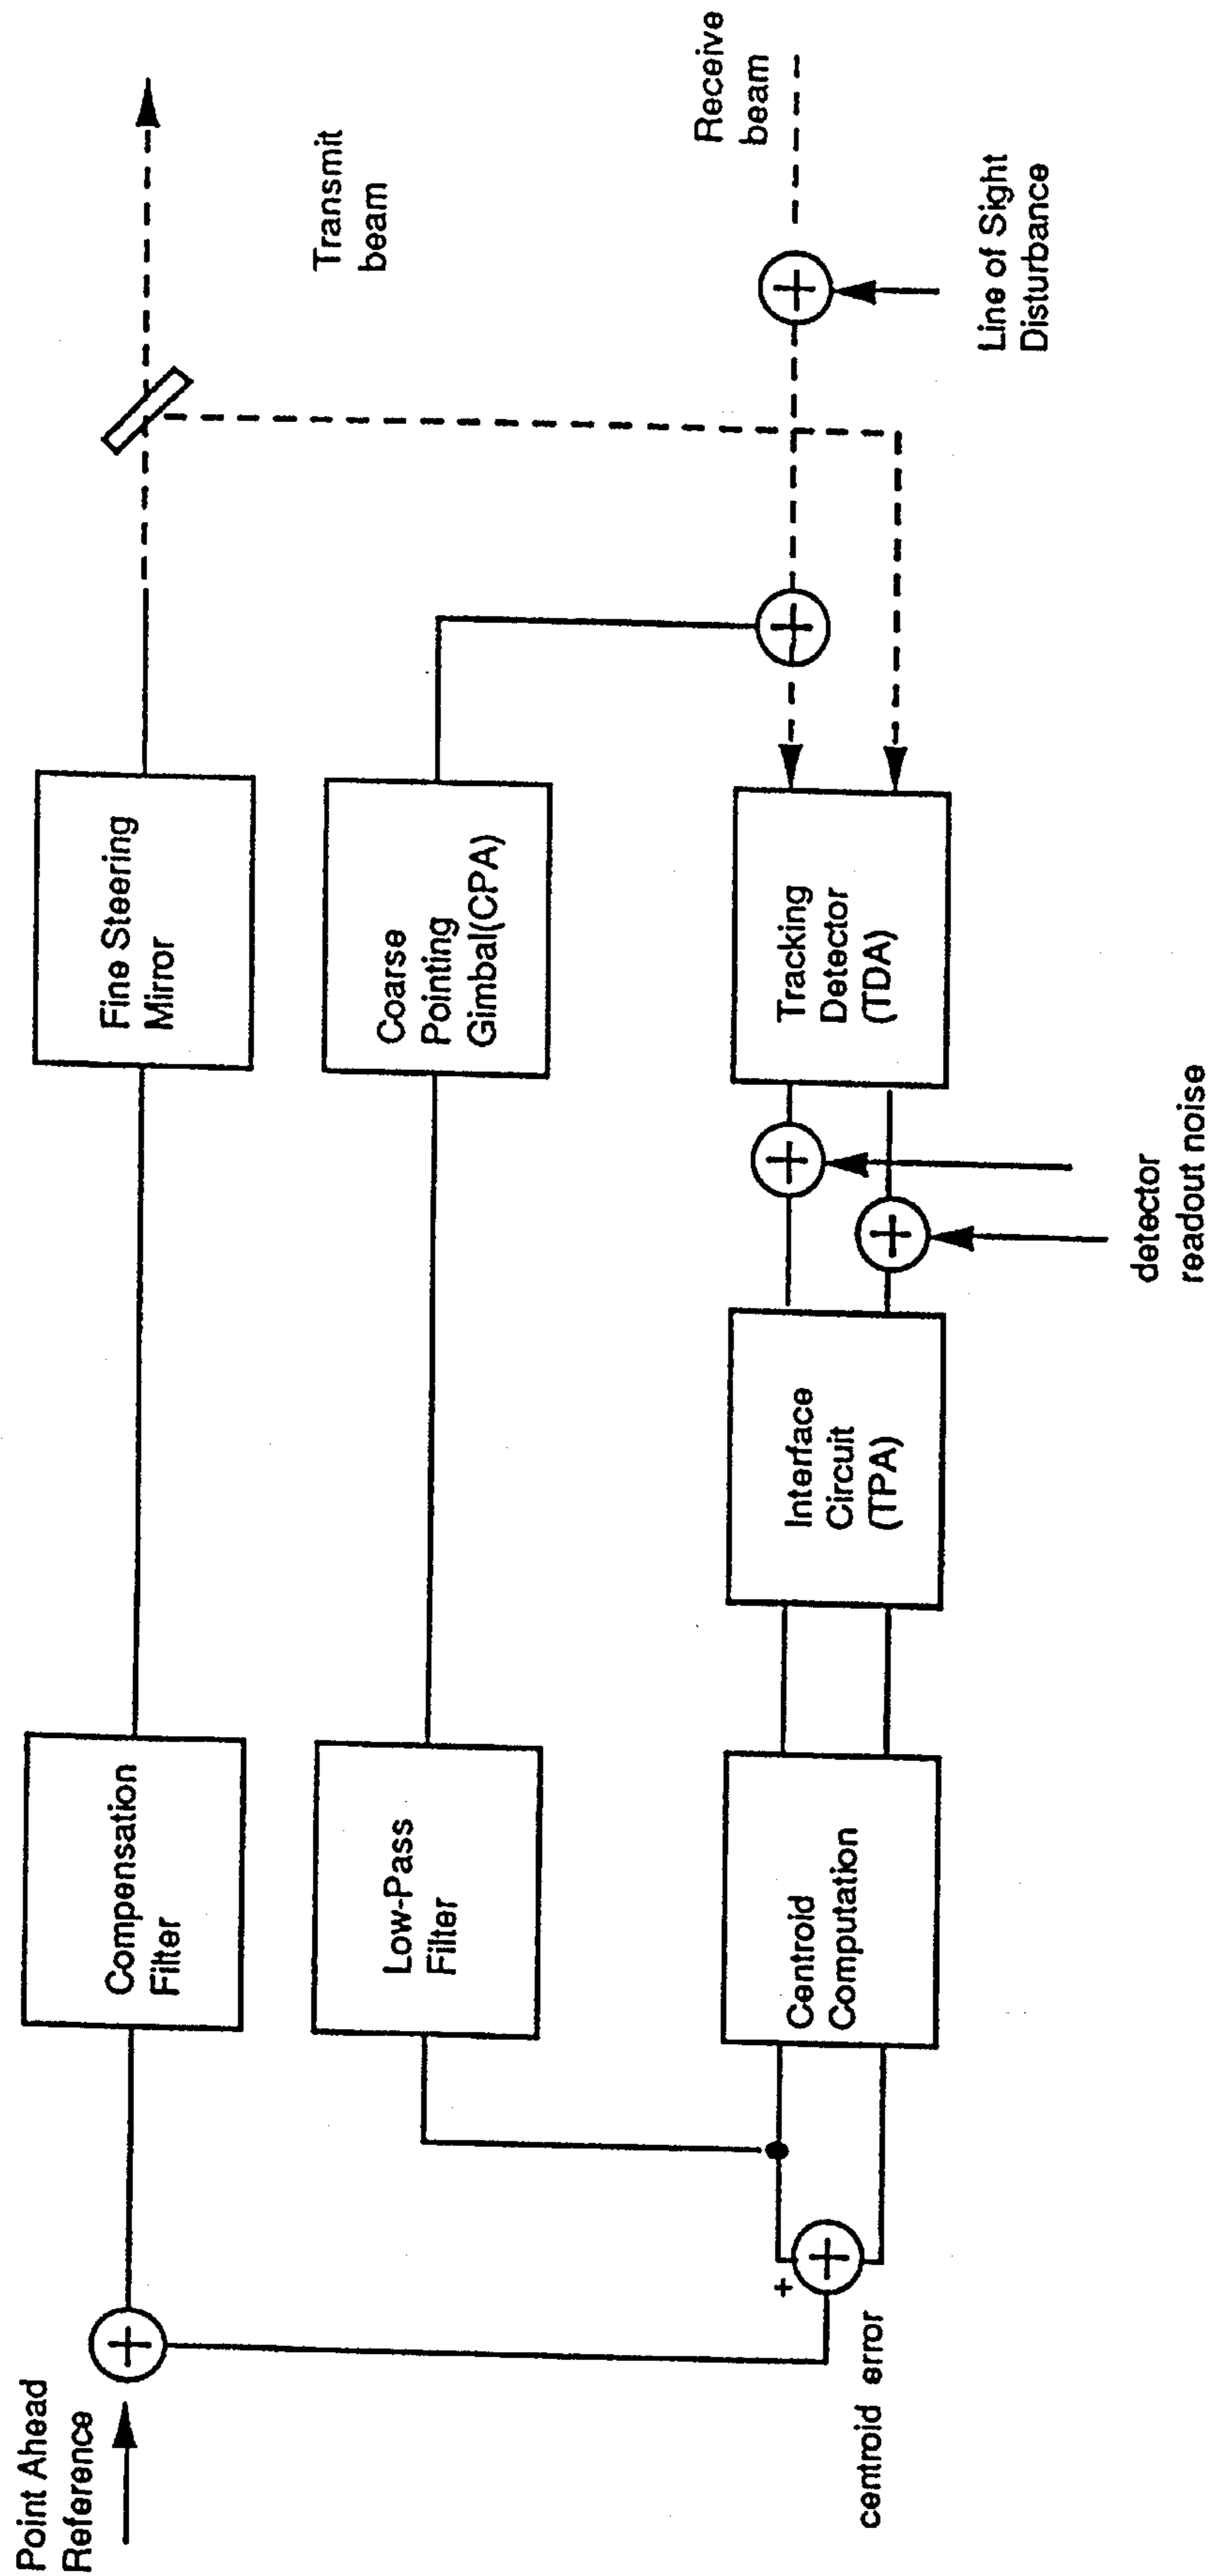 Point Ahead
Reference
Compensation
Filter
Fine Steering
Mirror
Transmit
beam
Low-Pass
Filter
Coarse
Pointing
Gimbal(CPA)
Receive
beam
+
centroid error
Centroid
Computation
Interface
Circuit
(TPA)
Tracking
Detector
(TDA)
Line of Sight
Disturbance
detector
readout noise